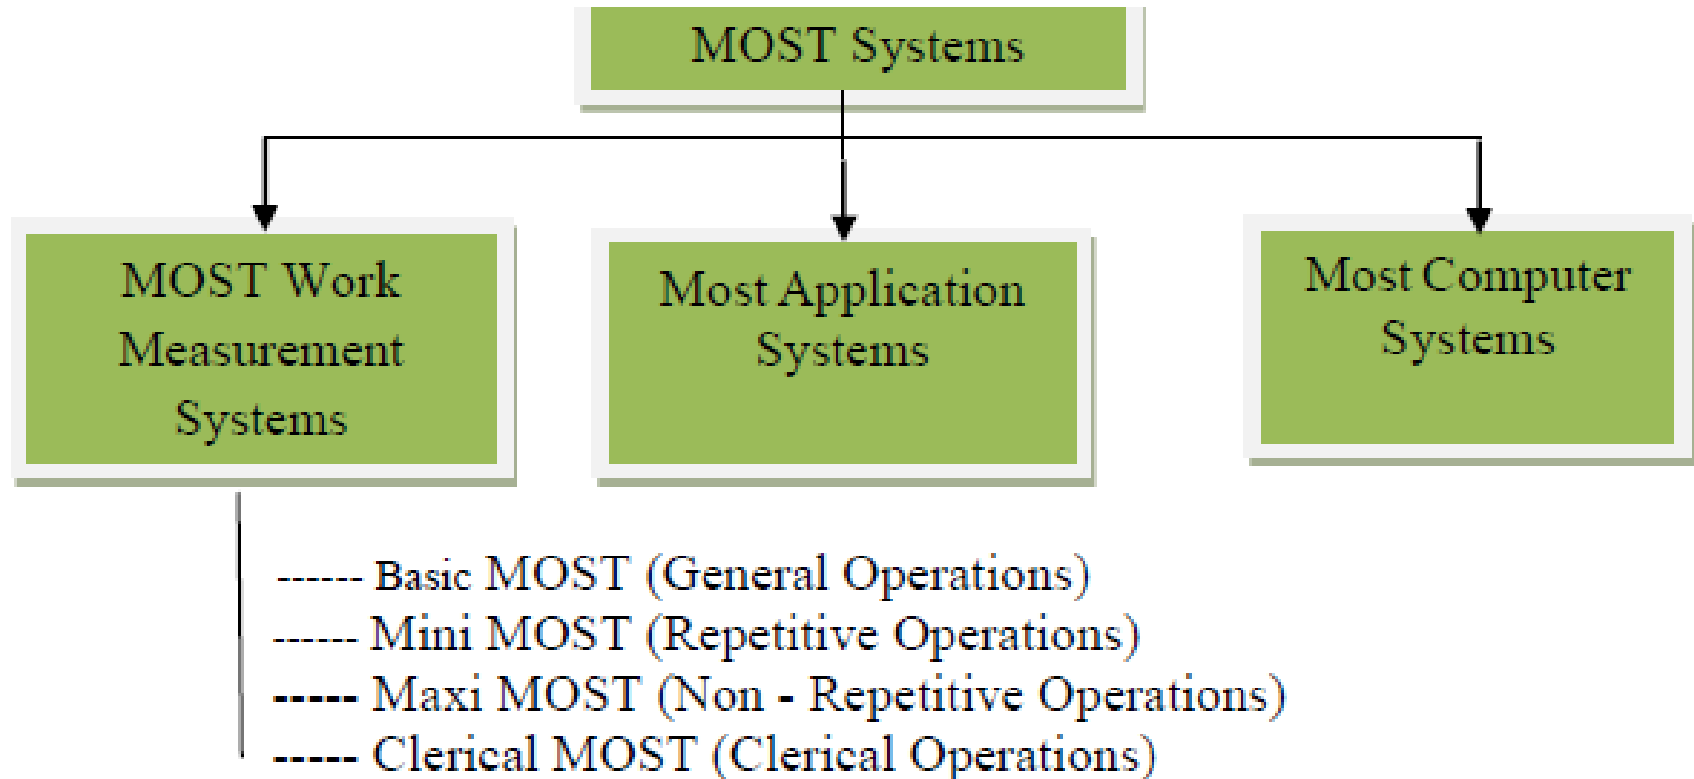 MOST Systems
MOST Work
Measurement
Systems
Most Application
Systems
Most Computer
Systems
------ Basic MOST (General Operations)
------ Mini MOST (Repetitive Operations)
----- Maxi MOST (Non - Repetitive Operations)
----- Clerical MOST (Clerical Operations)